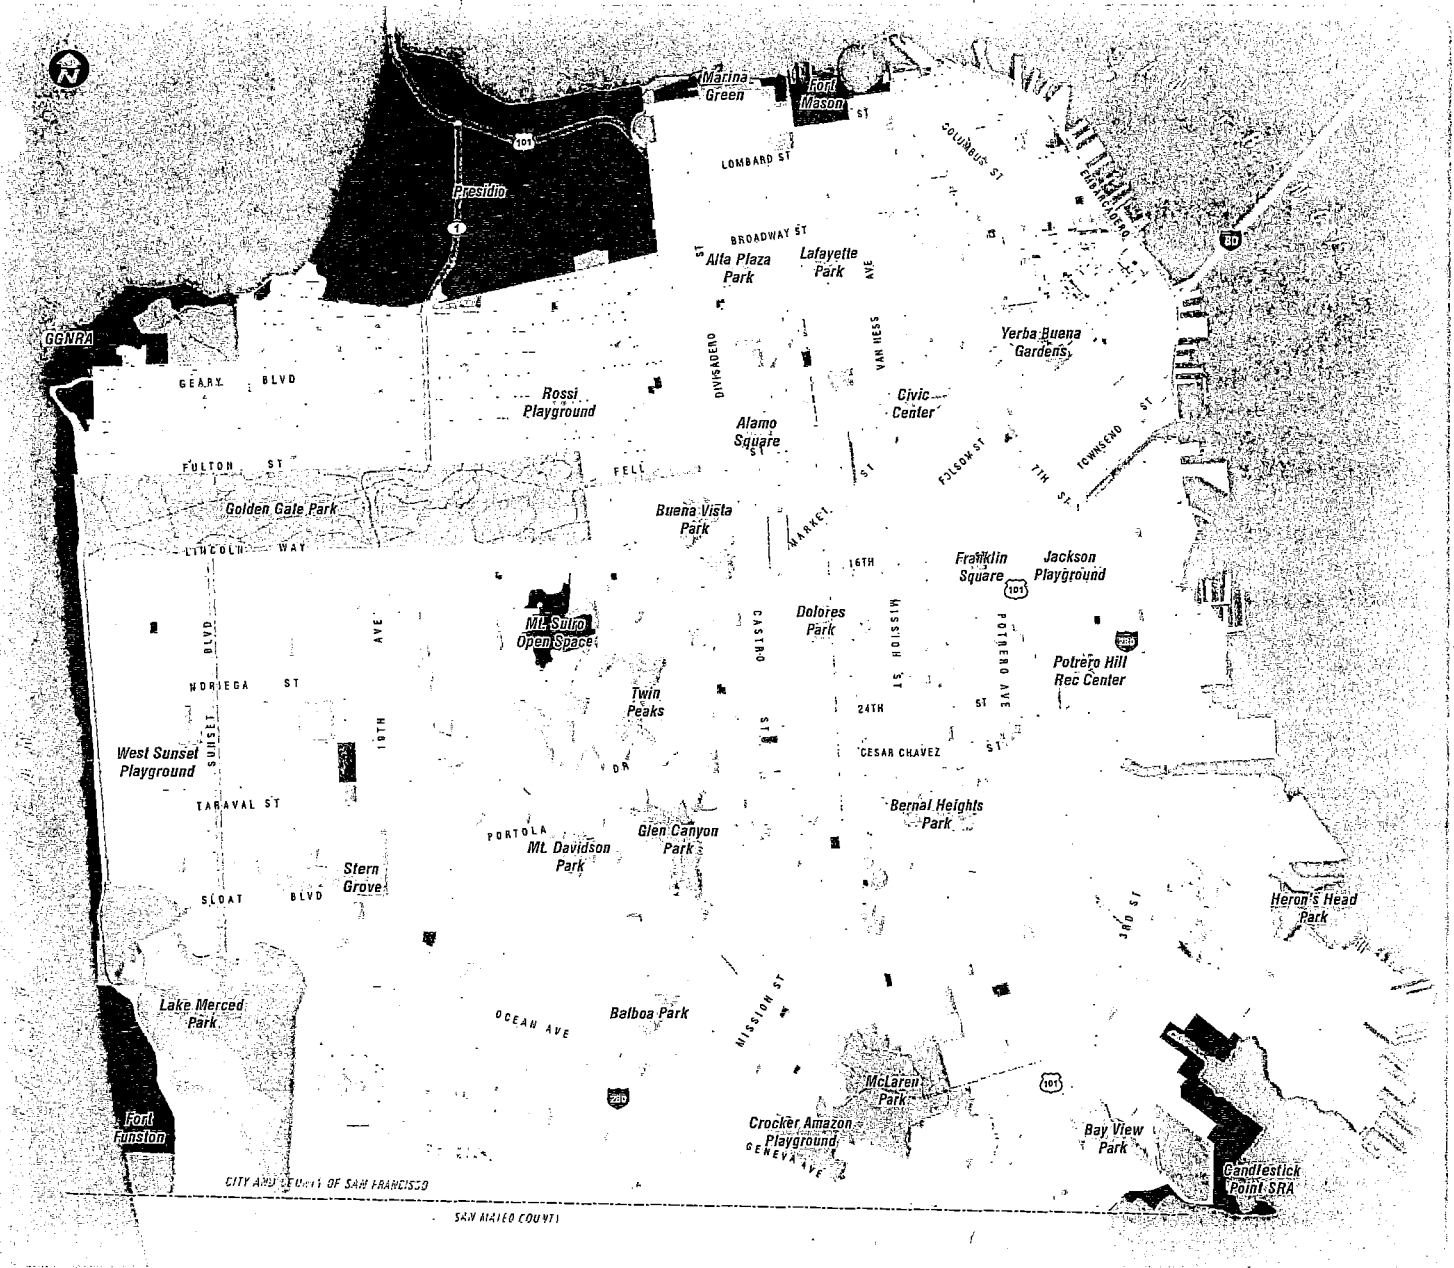 N
Marina
Green
Fort
Mason
ST
101
COLUMBUS ST
LOMBARD ST
EMBARCADERO
Presidio
1
BROADWAY ST
80
ST
Alta Plaza
Park
Lafayette
Park
AVE
GGNRA
Yerba Buena
Gardens
VAN NESS
DIVISADERO
GEARY BLVD
Rossi
Playground
Civic
Center
Alamo
Square
ST
ST
TOWNSEND
FOLSOM ST
FULTON ST
FELL
ST
7TH ST
Golden Gate Park
Buena Vista
Park
MARKET
LINCOLN WAY
16TH
Franklin
Square
Jackson
Playground
101
Mt. Sutro
Open Space
Dolores
Park
CASTRO
MISSION ST
POTRERO AVE
BLVD
AVE
280
Potrero Hill
Rec Center
NORIEGA ST
Twin
Peaks
24TH
ST
SUNSET
19TH
ST
West Sunset
Playground
CESAR CHAVEZ
ST
DR
TARAVAL ST
Bernal Heights
Park
PORTOLA
Mt. Davidson
Park
Glen Canyon
Park
Stern
Grove
SLOAT BLVD
3RD ST
Heron's Head
Park
Lake Merced
Park
OCEAN AVE
Balboa Park
MISSION ST
McLaren
Park
101
280
Fort
Funston
Crocker Amazon
Playground
GENEVA AVE
Bay View
Park
Candlestick
Point SRA
CITY AND COUNTY OF SAN FRANCISCO
SAN MATEO COUNTY